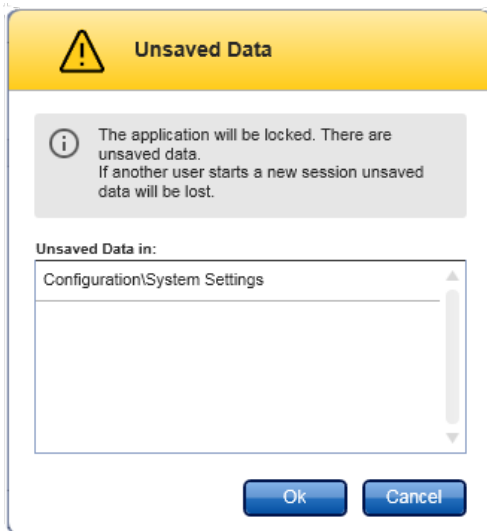 Unsaved Data
The application will be locked. There are
unsaved data.
If another user starts a new session unsaved
data will be lost.
Unsaved Data in:
Configuration\System Settings
Ok
Cancel